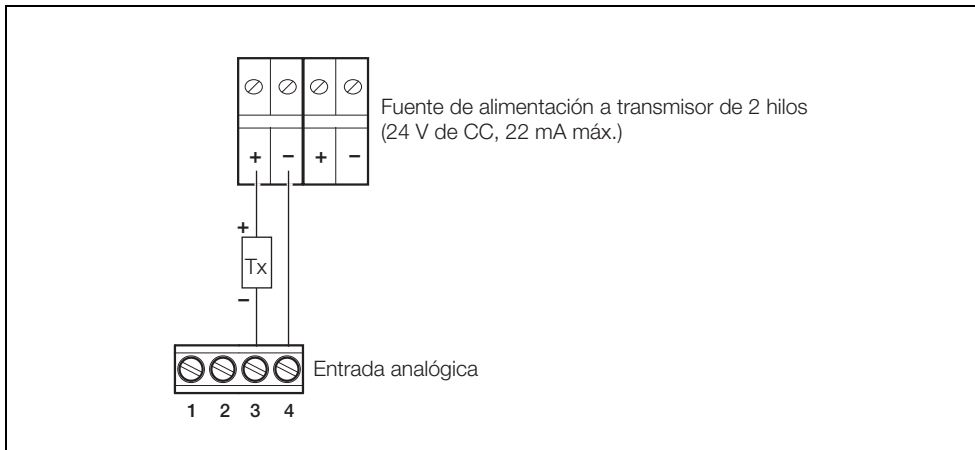 Fuente de alimentación a transmisor de 2 hilos
(24 V de CC, 22 mA máx.)
+ – + –
+
Tx
–
Entrada analógica
1 2 3 4